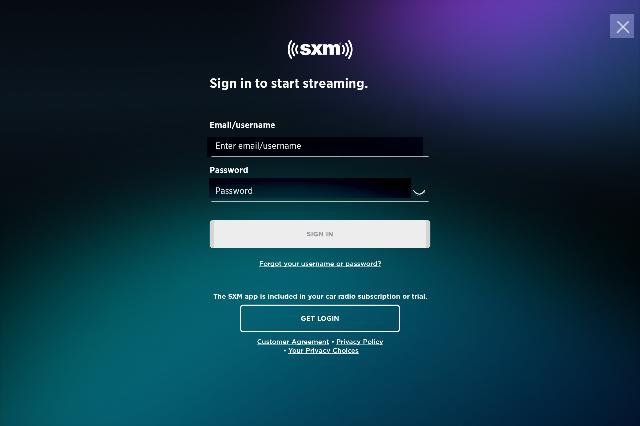 sxm
Sign in to start streaming.
Email/username
Enter email/username
Password
Password
SIGN IN
Forgot your username or password?
The SXM app is included in your car radio subscription or trial.
GET LOGIN
Customer Agreement • Privacy Policy
• Your Privacy Choices